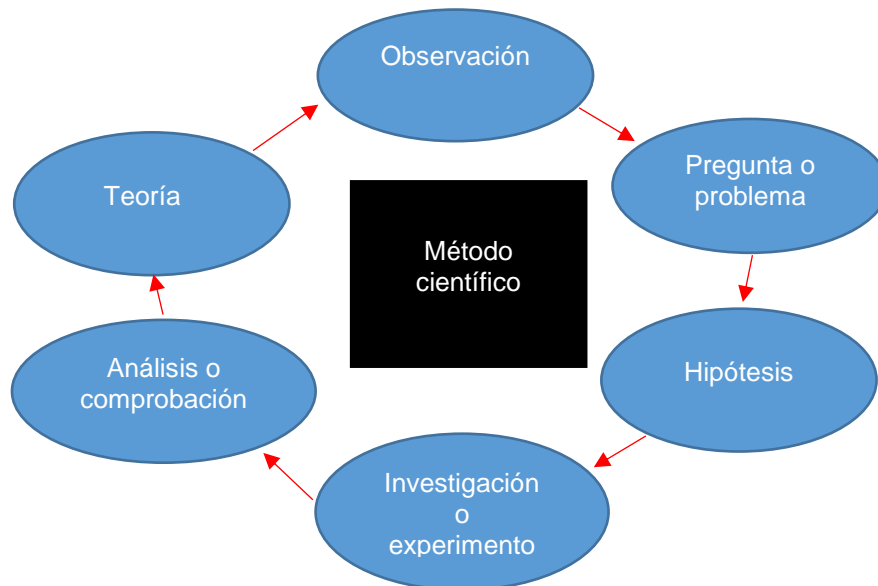 Observación
Pregunta o
problema
Hipótesis
Investigación
o
experimento
Análisis o
comprobación
Teoría
Método
científico